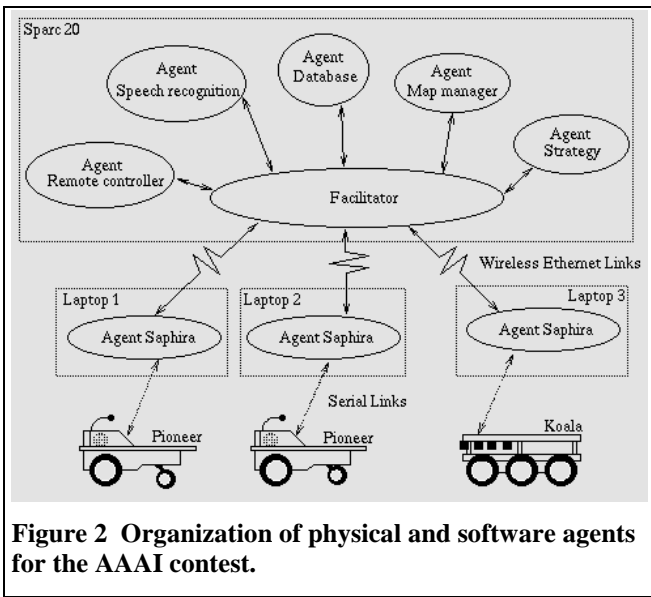 Sparc 20
Agent
Speech recognition
Agent
Database
Agent
Map manager
Agent
Remote controller
Agent
Strategy
Facilitator
Wireless Ethernet Links
Laptop 1
Laptop 2
Laptop 3
Agent Saphira
Agent Saphira
Agent Saphira
Serial Links
Pioneer
Pioneer
Koala
Figure 2 Organization of physical and software agents
for the AAAI contest.